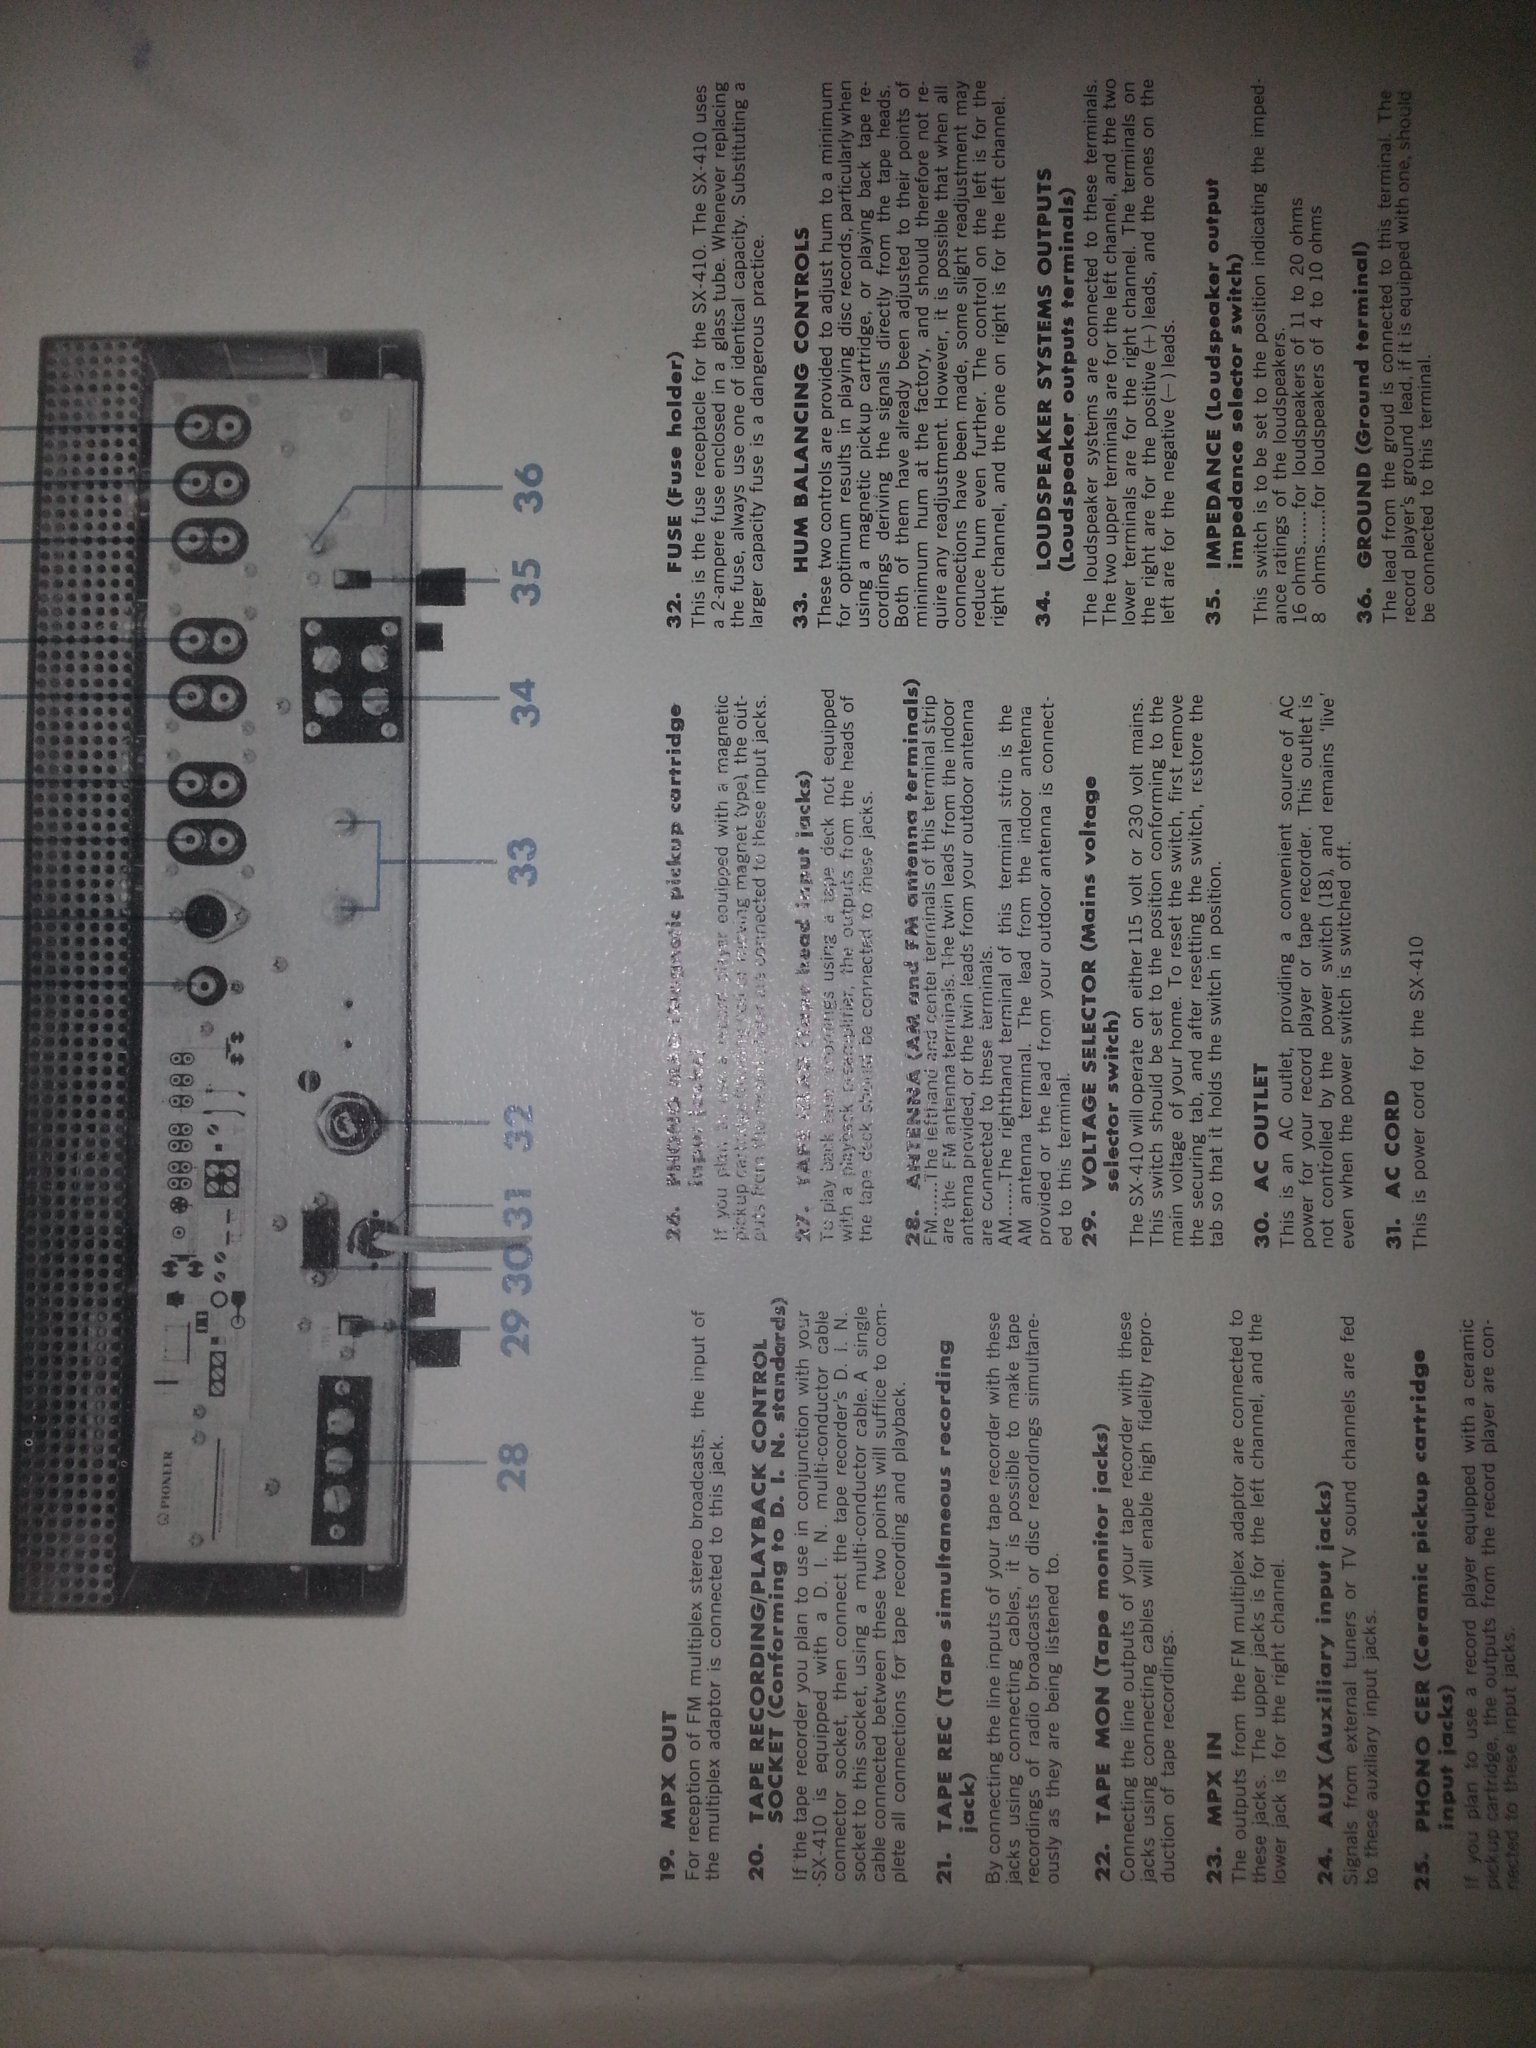 PIONEER
28 29 30 31 32 33 34 35 36
19. MPX OUT
For reception of FM multiplex stereo broadcasts, the input of
the multiplex adaptor is connected to this jack.
20. TAPE RECORDING/PLAYBACK CONTROL
SOCKET (Conforming to D. I. N. standards)
If the tape recorder you plan to use in conjunction with your
SX-410 is equipped with a D. I. N. multi-conductor cable
connector socket, then connect the tape recorder's D. I. N.
socket to this socket, using a multi-conductor cable. A single
cable connected between these two points will suffice to com-
plete all connections for tape recording and playback.
21. TAPE REC (Tape simultaneous recording
jack)
By connecting the line inputs of your tape recorder with these
jacks using connecting cables, it is possible to make tape
recordings of radio broadcasts or disc recordings simultane-
ously as they are being listened to.
22. TAPE MON (Tape monitor jacks)
Connecting the line outputs of your tape recorder with these
jacks using connecting cables will enable high fidelity repro-
duction of tape recordings.
23. MPX IN
The outputs from the FM multiplex adaptor are connected to
these jacks. The upper jacks is for the left channel, and the
lower jack is for the right channel.
24. AUX (Auxiliary input jacks)
Signals from external tuners or TV sound channels are fed
to these auxiliary input jacks.
25. PHONO CER (Ceramic pickup cartridge
input jacks)
If you plan to use a record player equipped with a ceramic
pickup cartridge, the outputs from the record player are con-
nected to these input jacks.
26. PHONO MAG (Magnetic pickup cartridge
input jacks)
If you plan to use a record player equipped with a magnetic
pickup cartridge magnet type), the out-
puts from are connected to these input jacks.
27. TAPE HEAD (Tape head input jacks)
To play back tape recordings using a tape deck not equipped
with a playback preamplifier, the outputs from the heads of
the tape deck should be connected to these jacks.
28. ANTENNA (AM and FM antenna terminals)
FM......The lefthand and center terminals of this terminal strip
are the FM antenna terminals. The twin leads from the indoor
antenna provided, or the twin leads from your outdoor antenna
are connected to these terminals.
AM......The righthand terminal of this terminal strip is the
AM antenna terminal. The lead from the indoor antenna
provided or the lead from your outdoor antenna is connect-
ed to this terminal.
29. VOLTAGE SELECTOR (Mains voltage
selector switch)
The SX-410 will operate on either 115 volt or 230 volt mains.
This switch should be set to the position conforming to the
main voltage of your home. To reset the switch, first remove
the securing tab, and after resetting the switch, restore the
tab so that it holds the switch in position.
30. AC OUTLET
This is an AC outlet, providing a convenient source of AC
power for your record player or tape recorder. This outlet is
not controlled by the power switch (18), and remains 'live'
even when the power switch is switched off.
31. AC CORD
This is power cord for the SX-410
32. FUSE (Fuse holder)
This is the fuse receptacle for the SX-410. The SX-410 uses
a 2-ampere fuse enclosed in a glass tube. Whenever replacing
the fuse, always use one of identical capacity. Substituting a
larger capacity fuse is a dangerous practice.
33. HUM BALANCING CONTROLS
These two controls are provided to adjust hum to a minimum
for optimum results in playing disc records, particularly when
using a magnetic pickup cartridge, or playing back tape re-
cordings deriving the signals directly from the tape heads.
Both of them have already been adjusted to their points of
minimum hum at the factory, and should therefore not re-
quire any readjustment. However, it is possible that when all
connections have been made, some slight readjustment may
reduce hum even further. The control on the left is for the
right channel, and the one on right is for the left channel.
34. LOUDSPEAKER SYSTEMS OUTPUTS
(Loudspeaker outputs terminals)
The loudspeaker systems are connected to these terminals.
The two upper terminals are for the left channel, and the two
lower terminals are for the right channel. The terminals on
the right are for the positive (+) leads, and the ones on the
left are for the negative (−) leads.
35. IMPEDANCE (Loudspeaker output
impedance selector switch)
This switch is to be set to the position indicating the imped-
ance ratings of the loudspeakers.
16 ohms......for loudspeakers of 11 to 20 ohms
8 ohms......for loudspeakers of 4 to 10 ohms
36. GROUND (Ground terminal)
The lead from the groud is connected to this terminal. The
record player's ground lead, if it is equipped with one, should
be connected to this terminal.